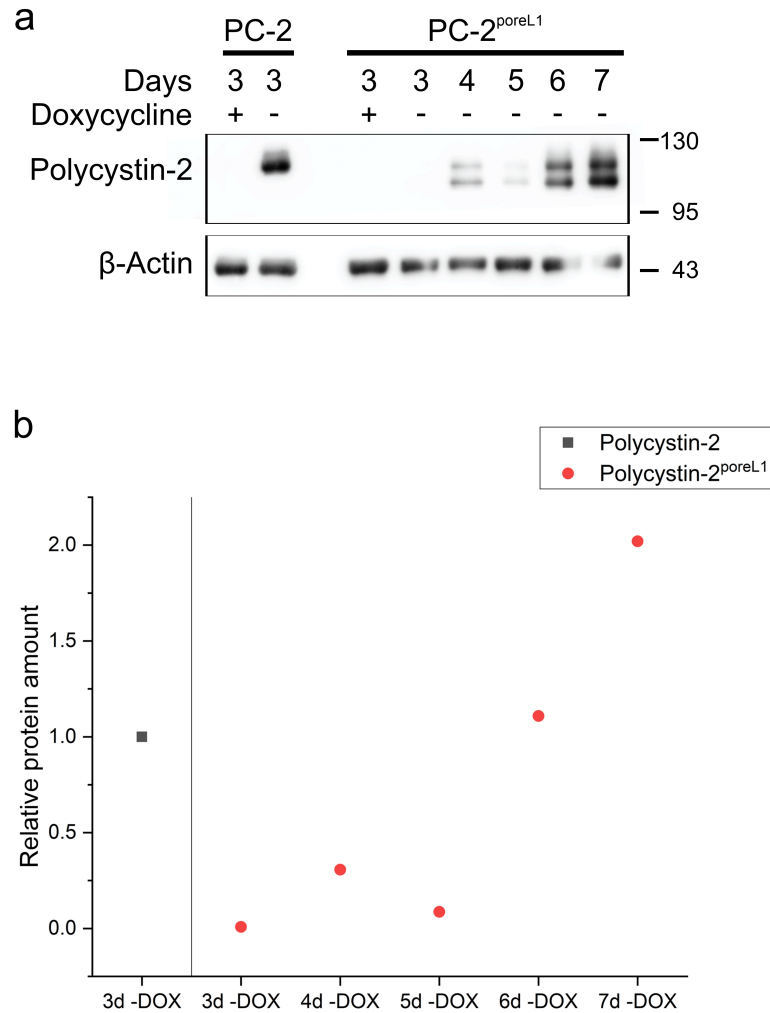 a
PC-2 PC-2poreL1
Days 3 3 3 3 4 5 6 7
Doxycycline + - + - - - - -
Polycystin-2
130
95
β-Actin
43
b
Polycystin-2
Polycystin-2poreL1
Relative protein amount
2.0
1.5
1.0
0.5
0.0
3d -DOX 3d -DOX 4d -DOX 5d -DOX 6d -DOX 7d -DOX